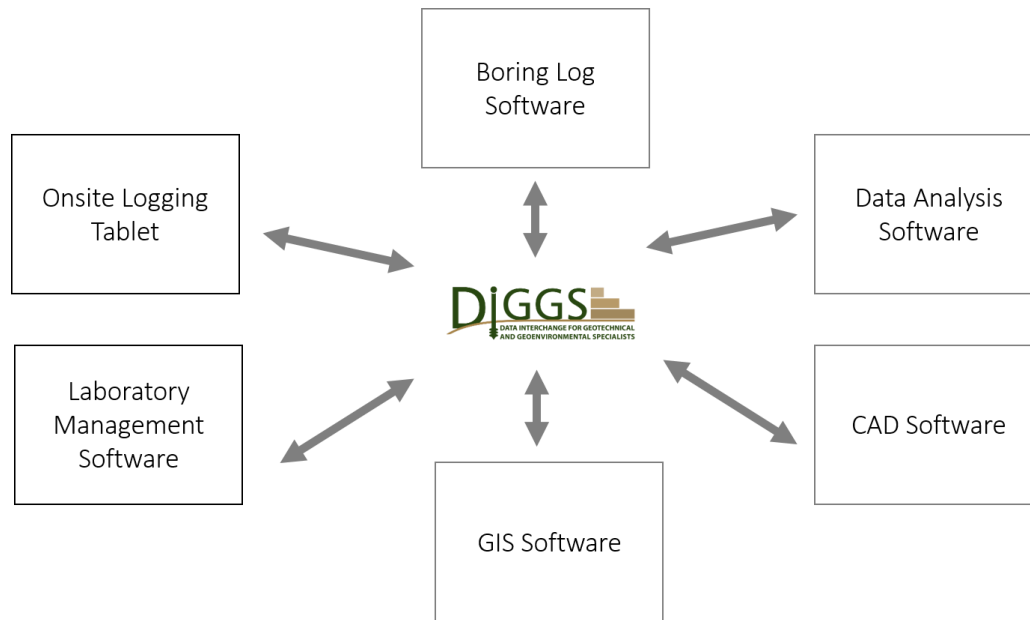 Boring Log
Software
Onsite Logging
Tablet
Data Analysis
Software
DIGGS
DATA INTERCHANGE FOR GEOTECHNICAL
AND GEOENVIRONMENTAL SPECIALISTS
Laboratory
Management
Software
CAD Software
GIS Software